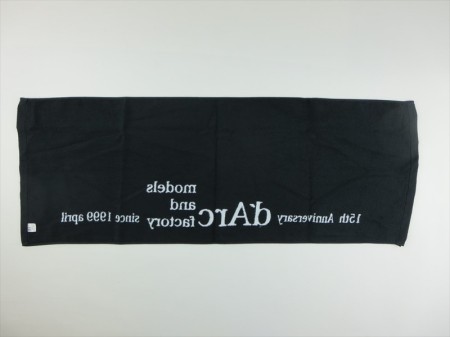 15th Anniversary d'Arc models and factory since 1999 april